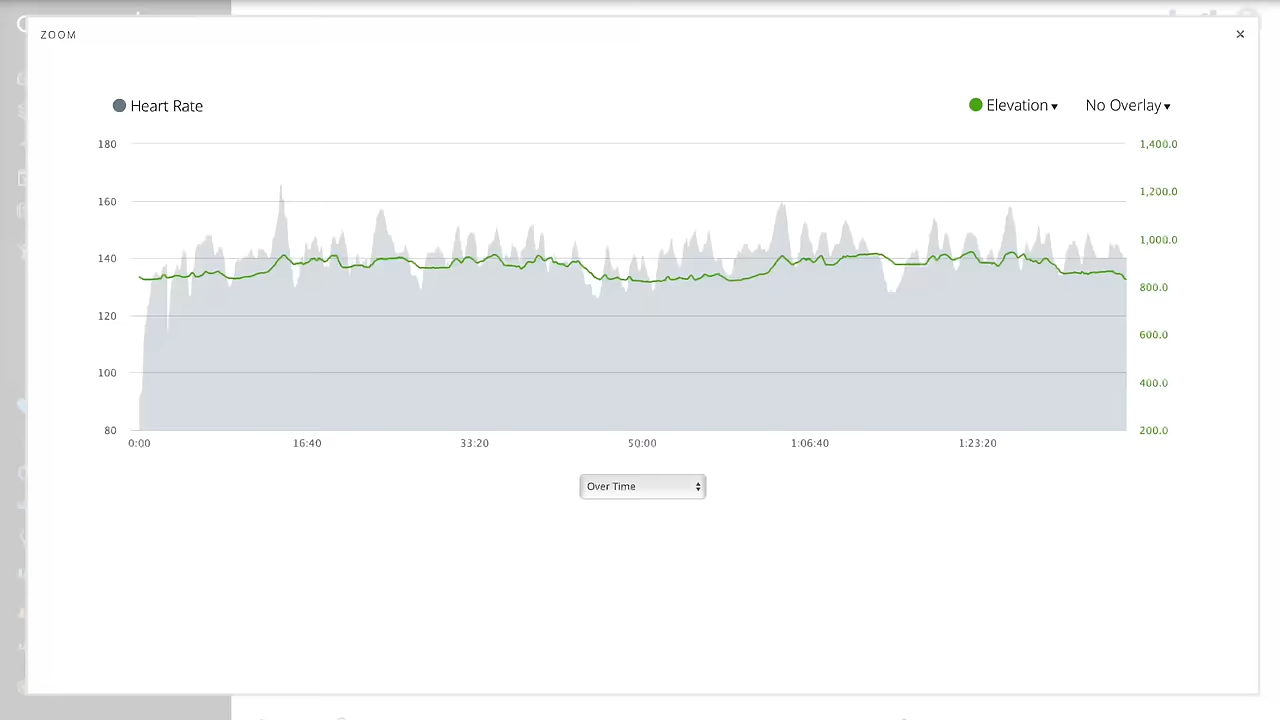 ZOOM
×
Heart Rate
Elevation▾ No Overlay▾
180 1,400.0
1,200.0
160
1,000.0
140
800.0
120
600.0
100
400.0
80 200.0
0:00 16:40 33:20 50:00 1:06:40 1:23:20
Over Time